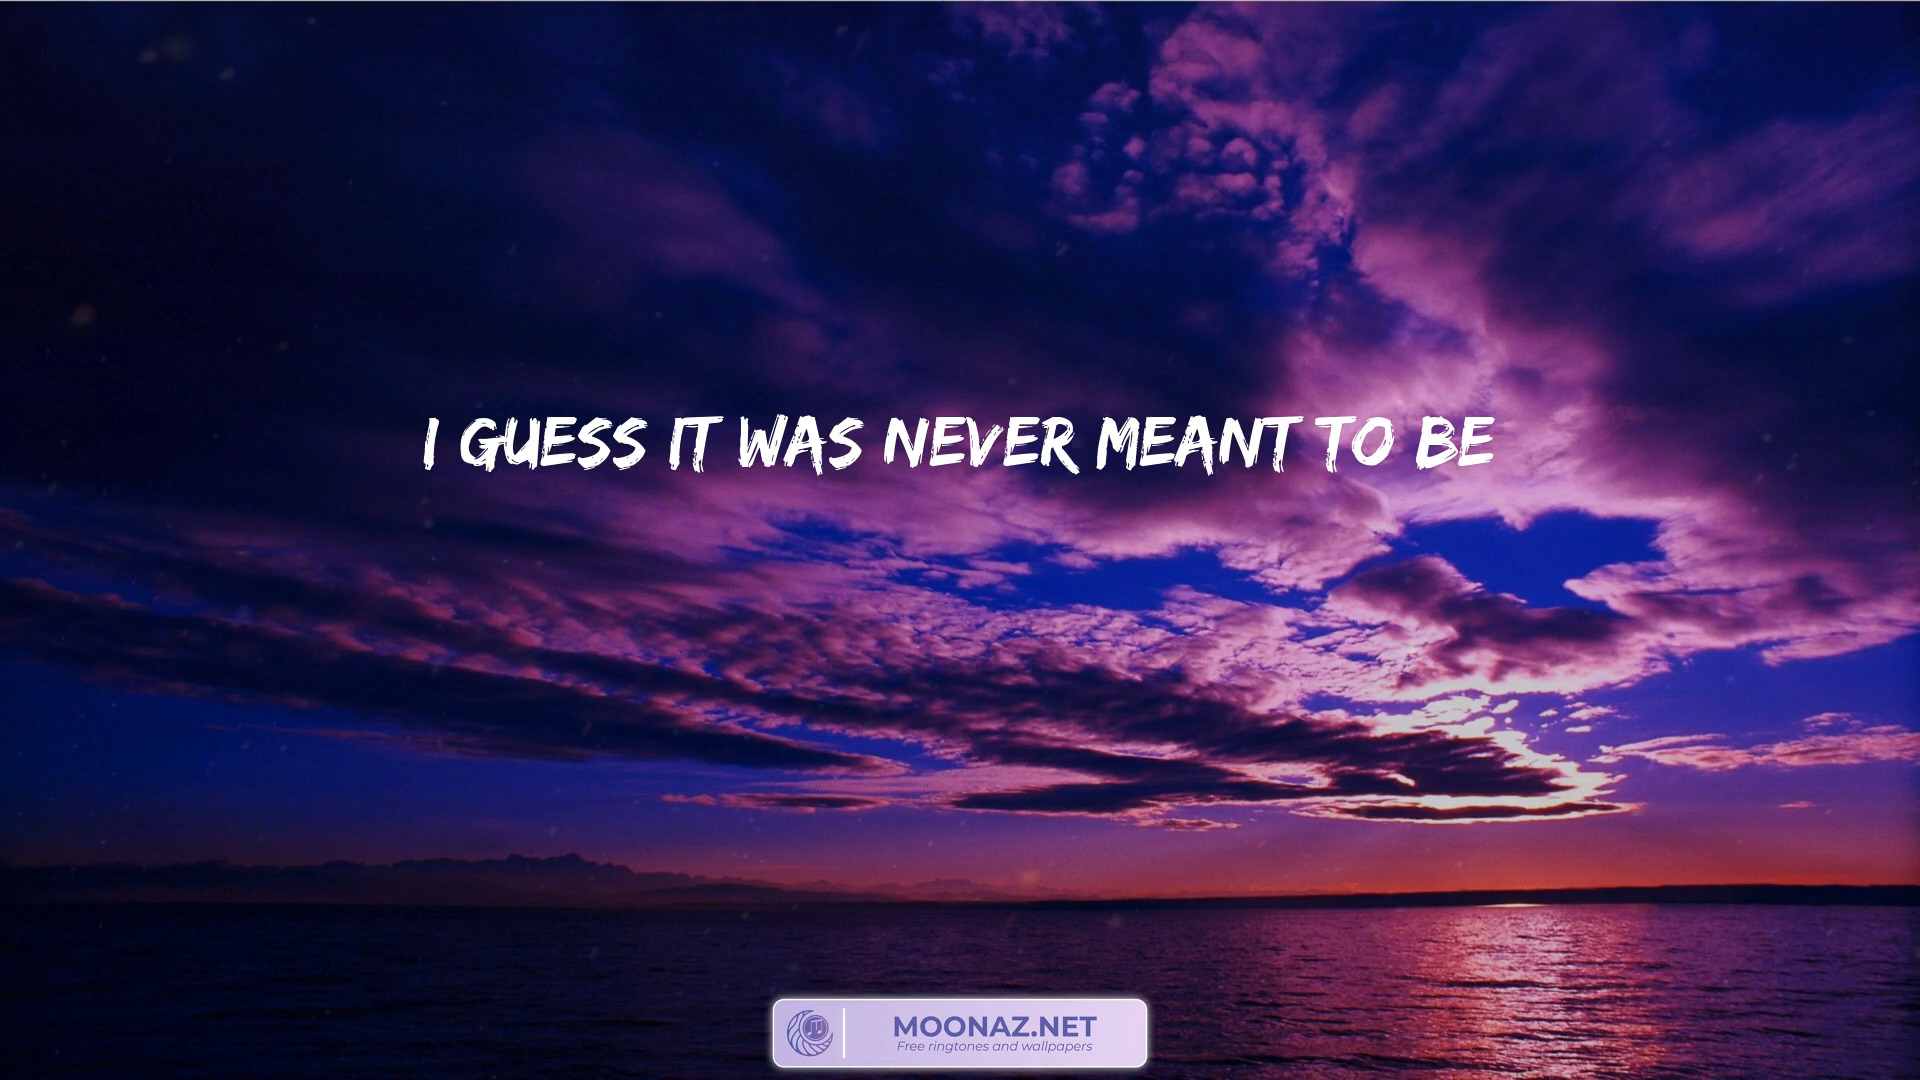 I GUESS IT WAS NEVER MEANT TO BE
MOONAZ.NET
Free ringtones and wallpapers